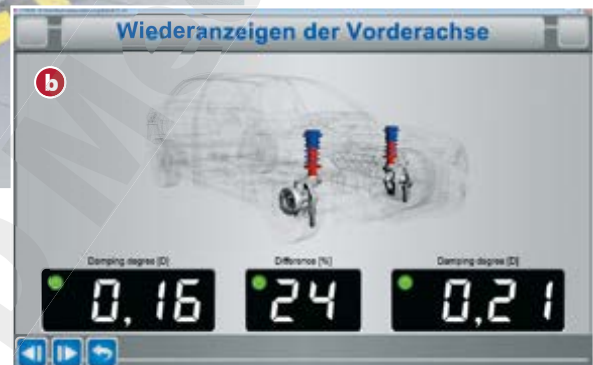 Wiederanzeigen der Vorderachse
b
Damping degree [D]
Difference [%]
Damping degree [D]
0,16
24
0,21